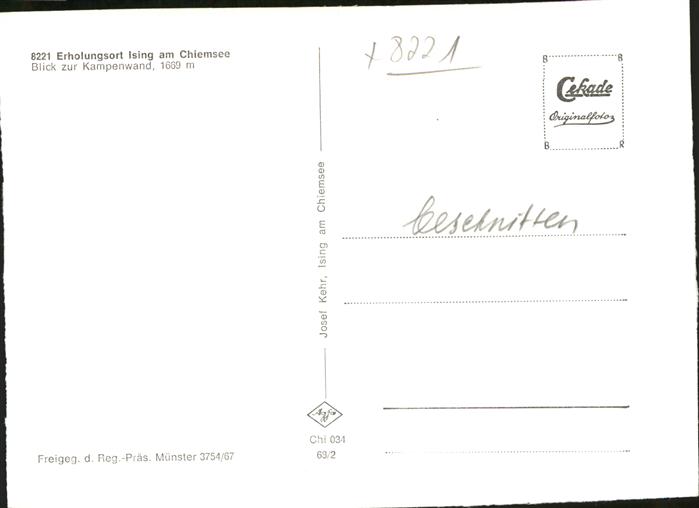 8221 Erholungsort Ising am Chiemsee
Blick zur Kampenwand, 1669 m
Freigeg. d. Reg.-Präs. Münster 3754/67
Josef Kehr, Ising am Chiemsee
Agfa
Chi 034
69/2
+ 8221
B B
Cekade
Originalfoto
B R
beschnitten